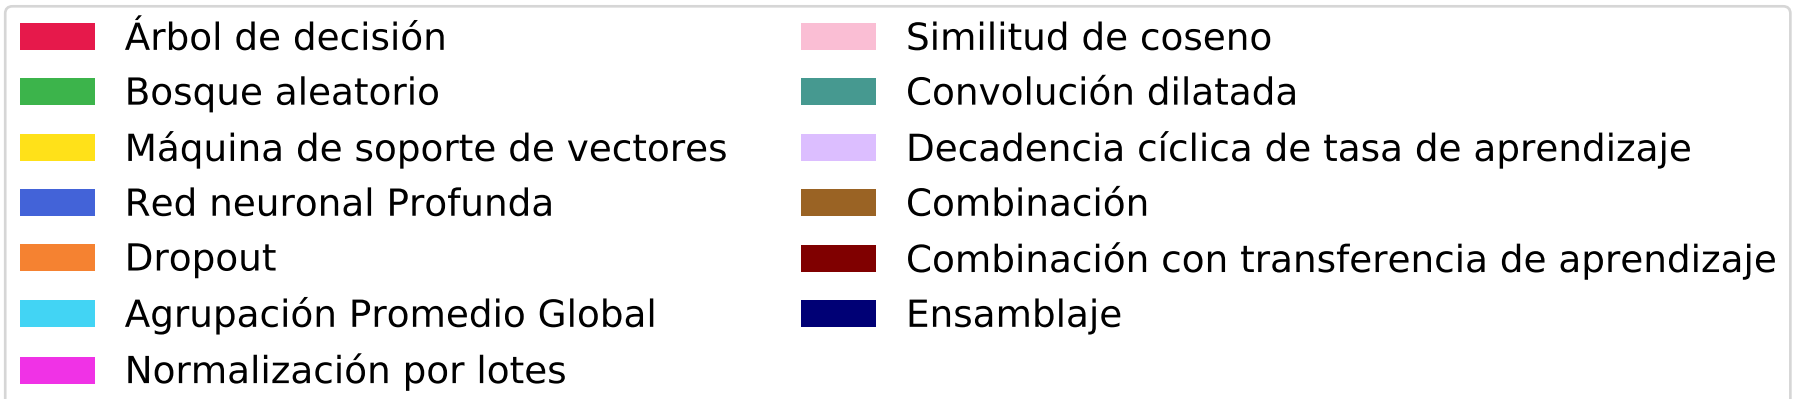 Árbol de decisión
Bosque aleatorio
Máquina de soporte de vectores
Red neuronal Profunda
Dropout
Agrupación Promedio Global
Normalización por lotes
Similitud de coseno
Convolución dilatada
Decadencia cíclica de tasa de aprendizaje
Combinación
Combinación con transferencia de aprendizaje
Ensamblaje